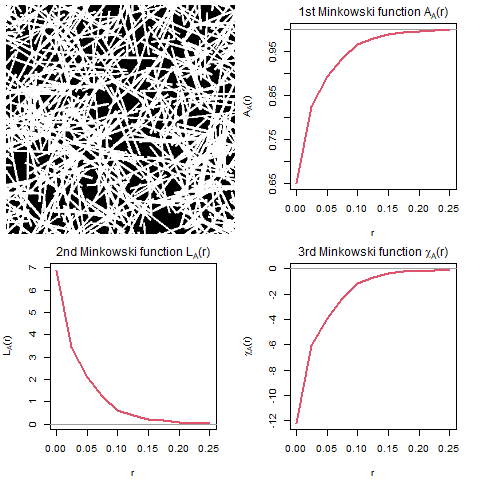 1st Minkowski function A_A(r)
A_A(r)
0.65 0.75 0.85 0.95
0.00 0.05 0.10 0.15 0.20 0.25
r
2nd Minkowski function L_A(r)
L_A(r)
0 1 2 3 4 5 6 7
0.00 0.05 0.10 0.15 0.20 0.25
r
3rd Minkowski function χ_A(r)
χ_A(r)
-12 -10 -8 -6 -4 -2 0
0.00 0.05 0.10 0.15 0.20 0.25
r